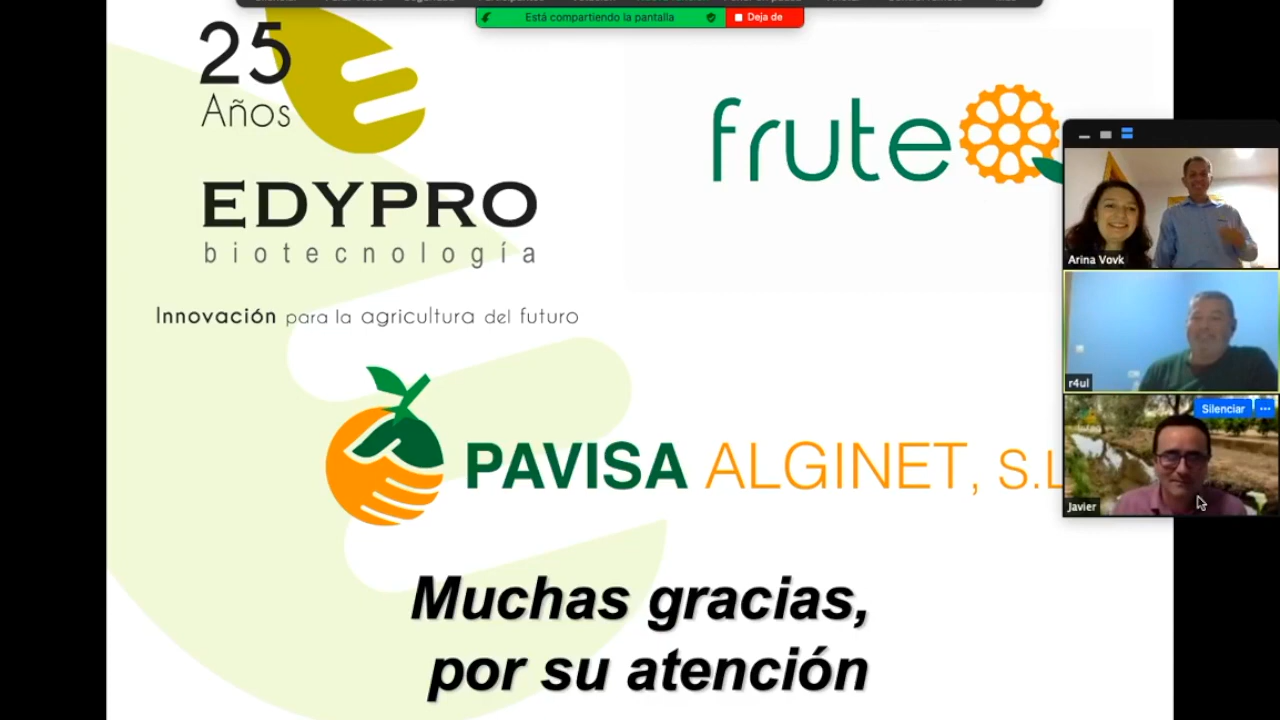 Está compartiendo la pantalla
Deja de
25
Años
EDYPRO
biotecnología
Innovación para la agricultura del futuro
frute
PAVISA ALGINET, S.L
Muchas gracias,
por su atención
Arina Vovk
r4ul
Silenciar
Javier